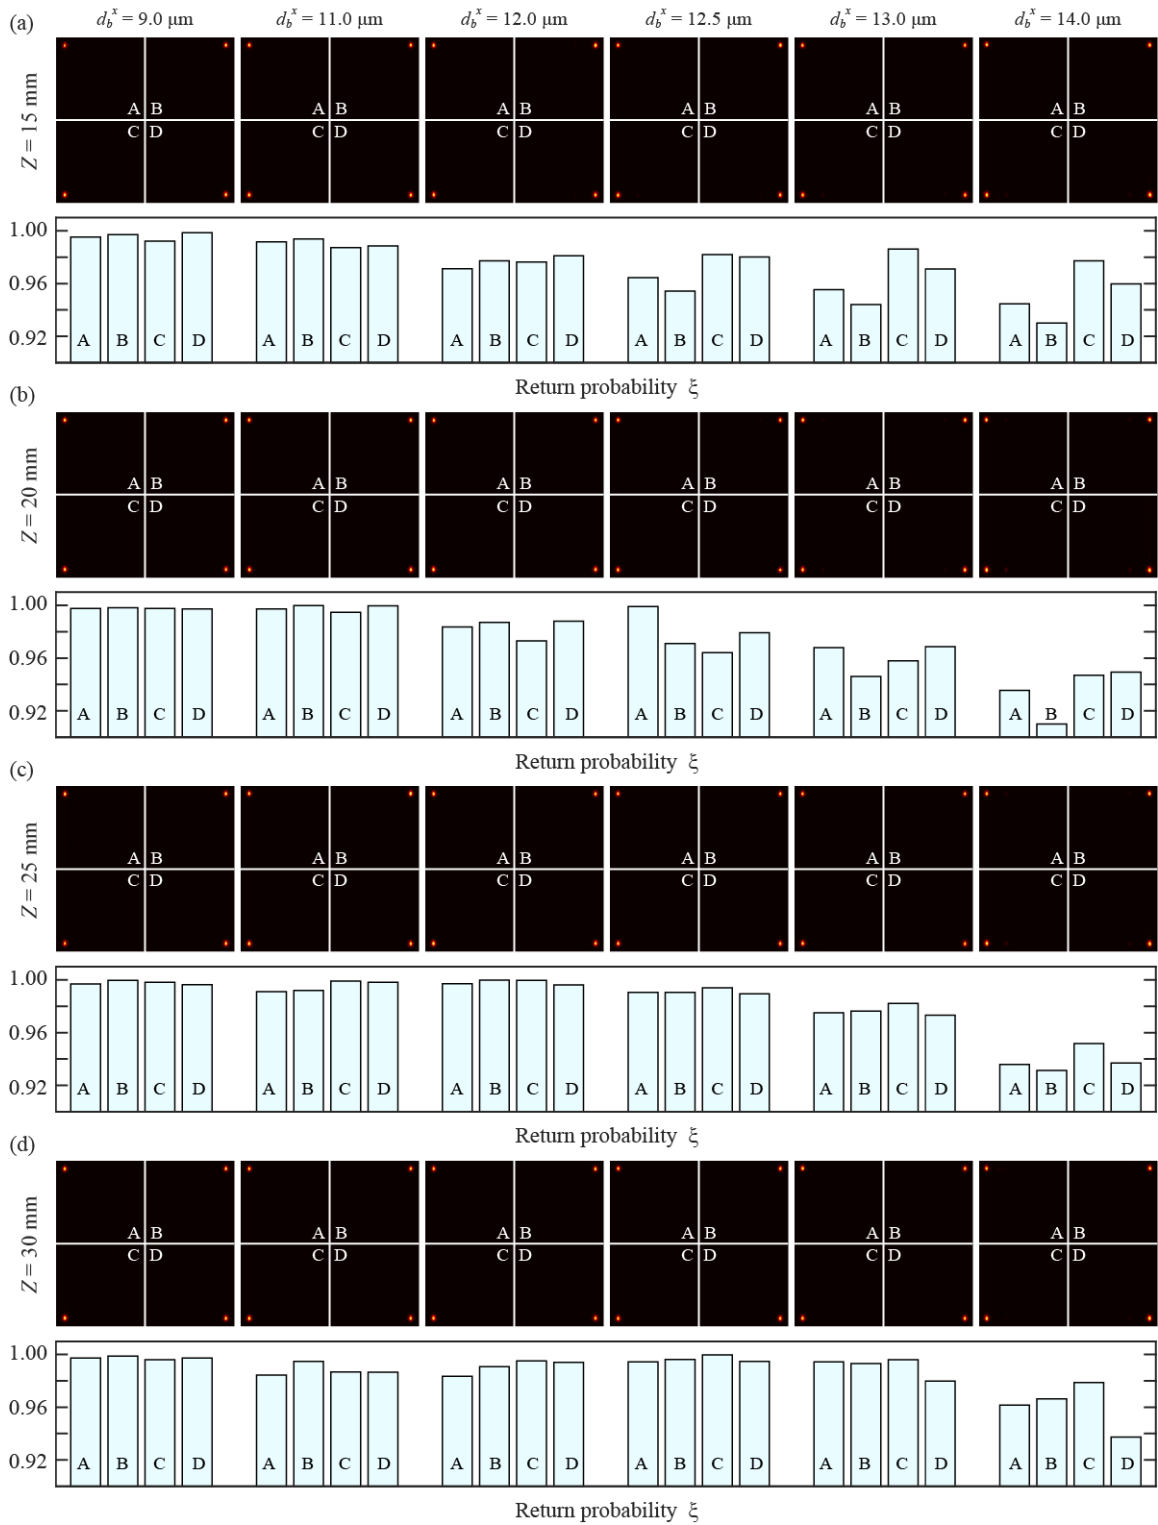 (a) d_b^x = 9.0 μm d_b^x = 11.0 μm d_b^x = 12.0 μm d_b^x = 12.5 μm d_b^x = 13.0 μm d_b^x = 14.0 μm
Z = 15 mm
A B A B A B A B A B A B
C D C D C D C D C D C D
1.00
0.96
0.92
A B C D A B C D A B C D A B C D A B C D A B C D
Return probability ξ
(b)
Z = 20 mm
A B A B A B A B A B A B
C D C D C D C D C D C D
1.00
0.96
0.92
A B C D A B C D A B C D A B C D A B C D A B C D
Return probability ξ
(c)
Z = 25 mm
A B A B A B A B A B A B
C D C D C D C D C D C D
1.00
0.96
0.92
A B C D A B C D A B C D A B C D A B C D A B C D
Return probability ξ
(d)
Z = 30 mm
A B A B A B A B A B A B
C D C D C D C D C D C D
1.00
0.96
0.92
A B C D A B C D A B C D A B C D A B C D A B C D
Return probability ξ